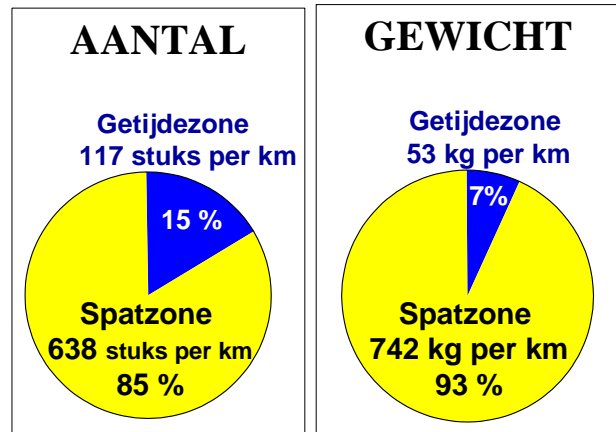 AANTAL
Getijdezone
117 stuks per km
15 %
Spatzone
638 stuks per km
85 %
GEWICHT
Getijdezone
53 kg per km
7%
Spatzone
742 kg per km
93 %